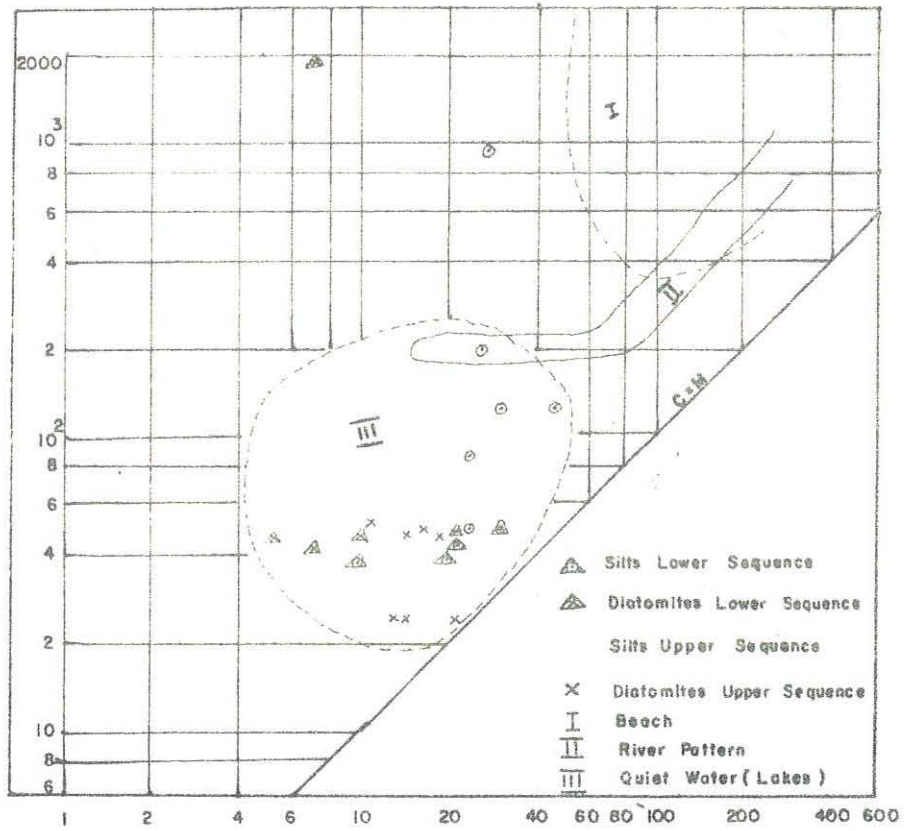 2000
10³
8
6
4
2
10²
8
6
4
2
10
8
6
1 2 4 6 10 20 40 60 80 100 200 400 600
I
II
III
C=M
Silts Lower Sequence
Diatomites Lower Sequence
Silts Upper Sequence
× Diatomites Upper Sequence
I Beach
II River Pattern
III Quiet Water (Lakes)